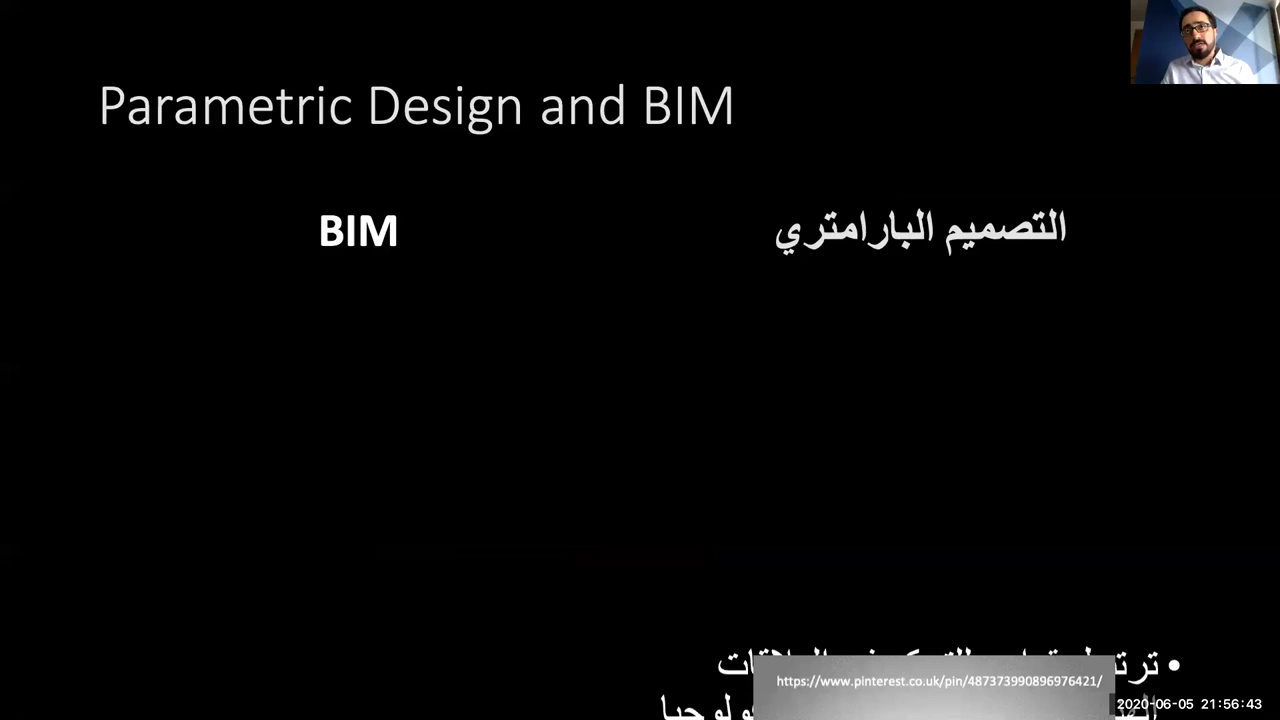 Parametric Design and BIM
BIM
التصميم البارامتري
https://www.pinterest.co.uk/pin/487373990896976421/
2020-06-05 21:56:43